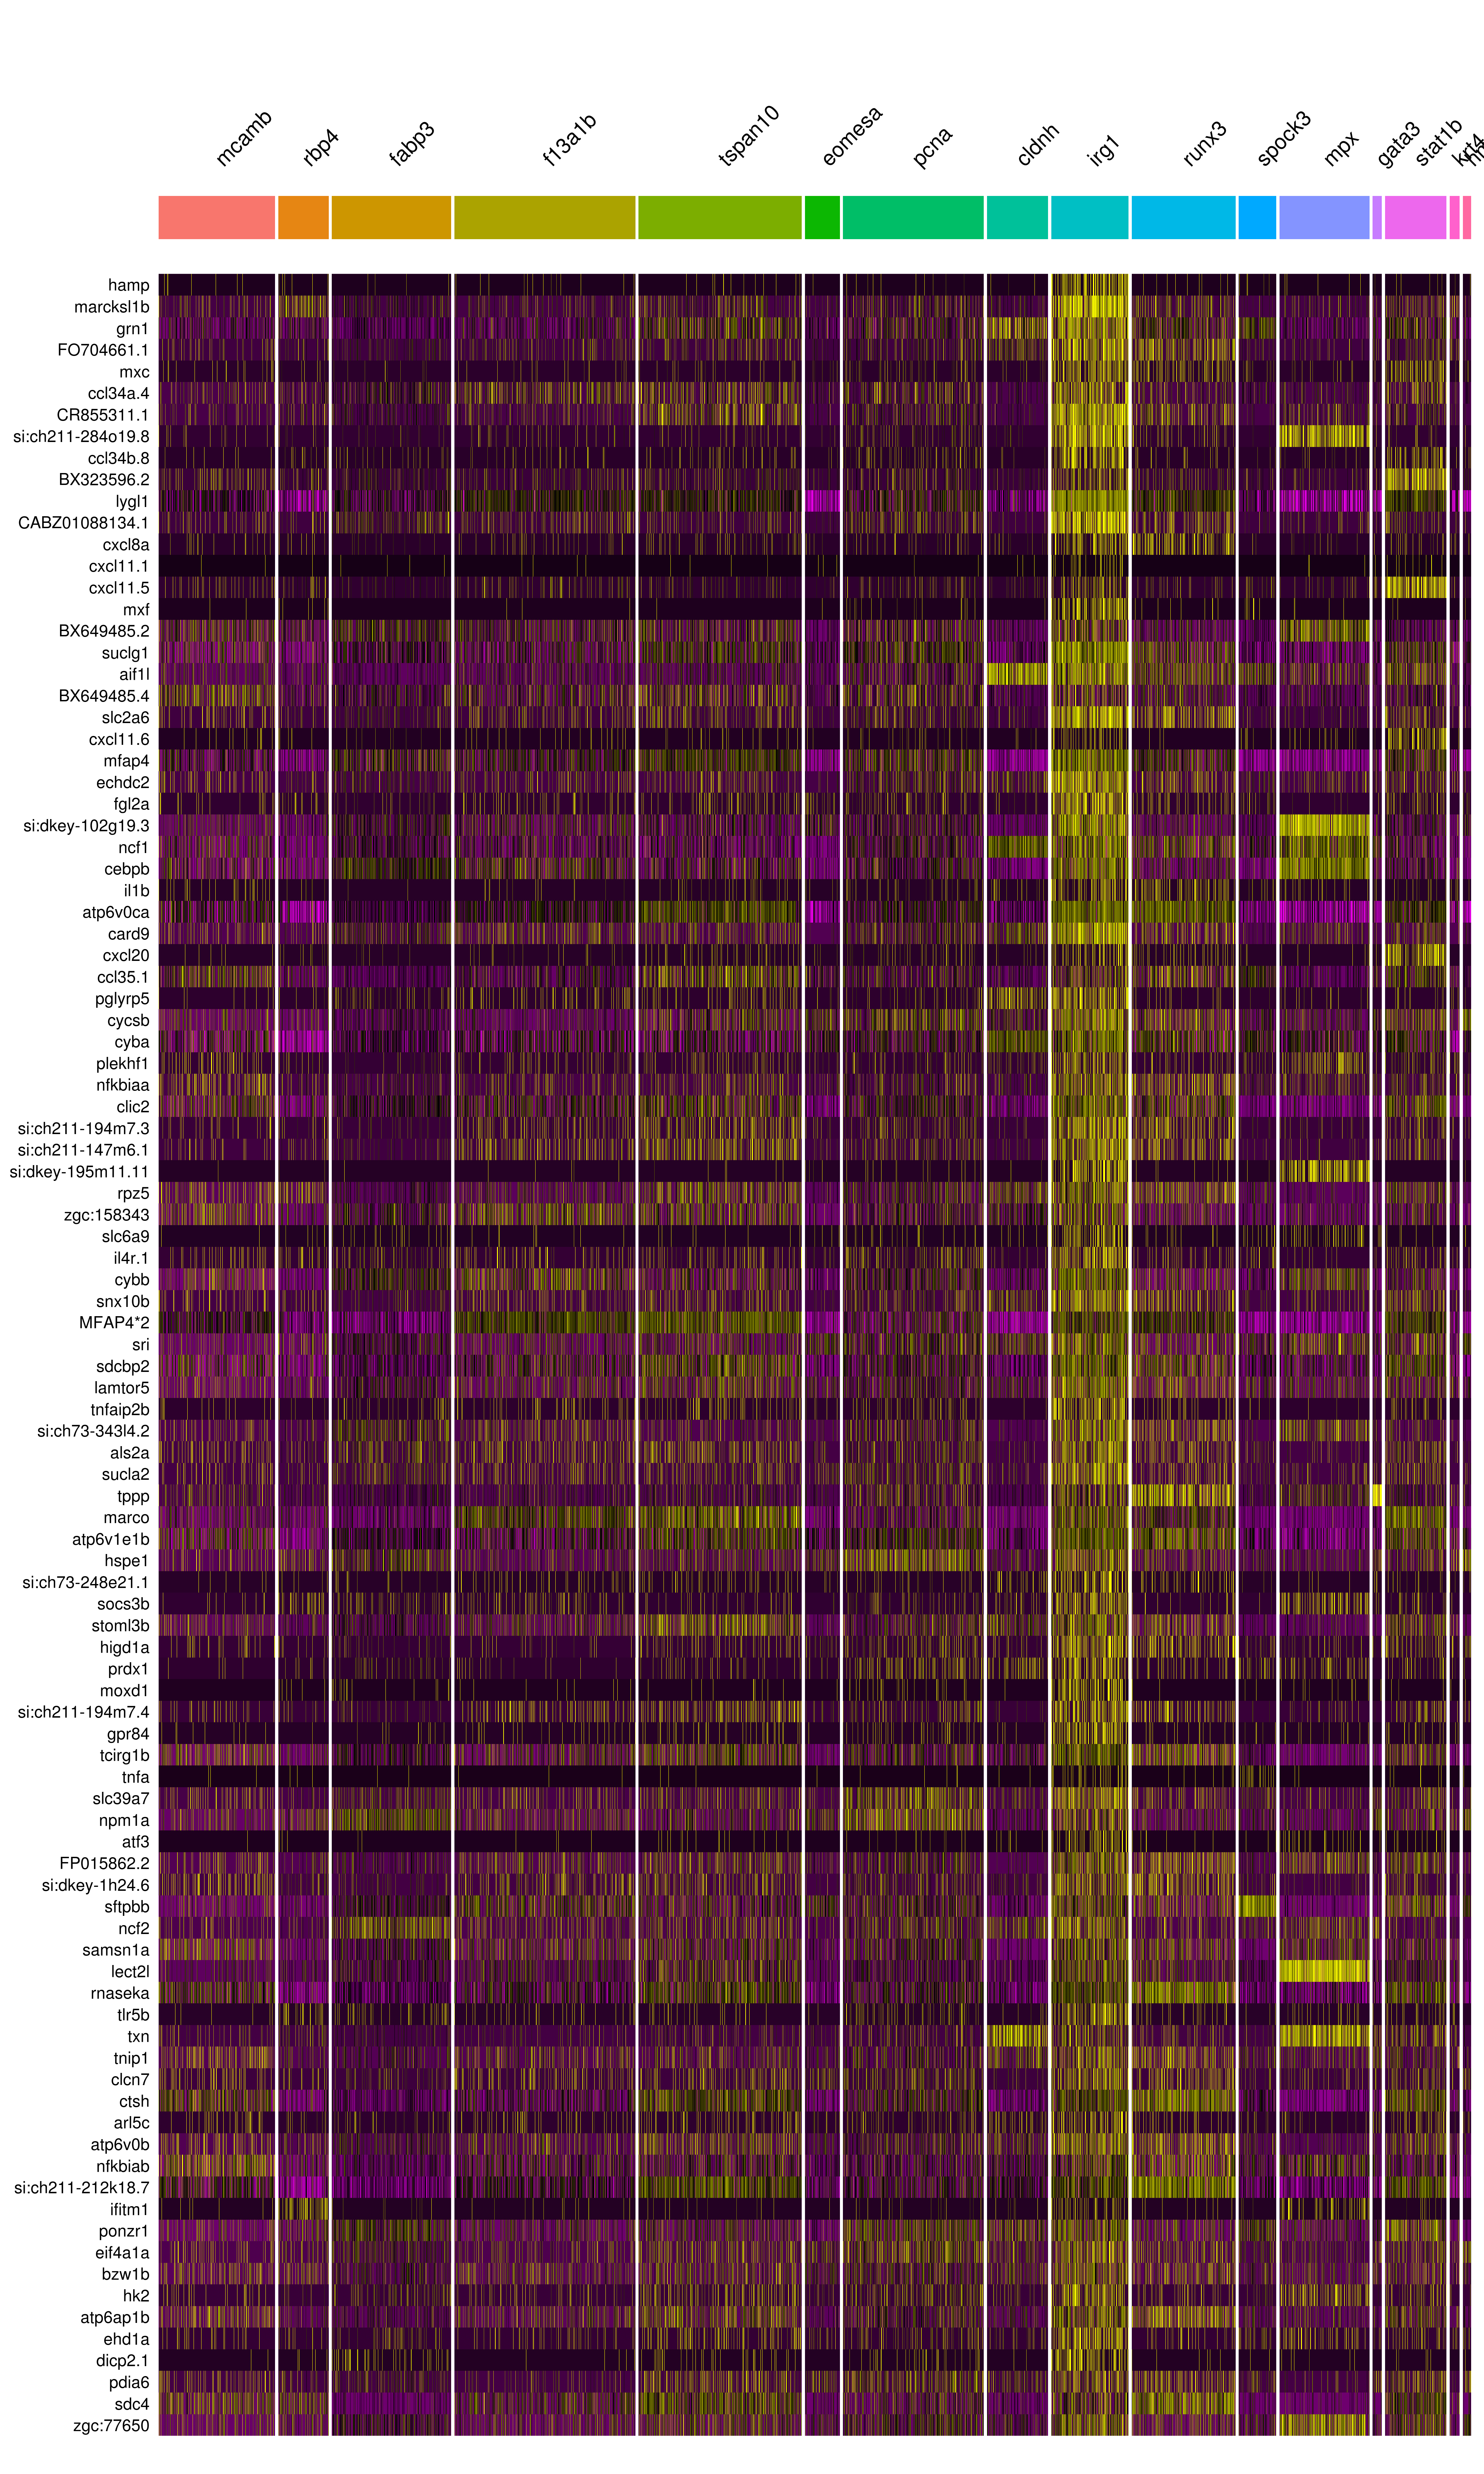 mcamb
rbp4
fabp3
f13a1b
tspan10
eomesa
pcna
cldnh
irg1
runx3
spock3
mpx
gata3
stat1b
krt4
hamp
marcksl1b
grn1
FO704661.1
mxc
ccl34a.4
CR855311.1
si:ch211-284o19.8
ccl34b.8
BX323596.2
lygl1
CABZ01088134.1
cxcl8a
cxcl11.1
cxcl11.5
mxf
BX649485.2
suclg1
aif1l
BX649485.4
slc2a6
cxcl11.6
mfap4
echdc2
fgl2a
si:dkey-102g19.3
ncf1
cebpb
il1b
atp6v0ca
card9
cxcl20
ccl35.1
pglyrp5
cycsb
cyba
plekhf1
nfkbiaa
clic2
si:ch211-194m7.3
si:ch211-147m6.1
si:dkey-195m11.11
rpz5
zgc:158343
slc6a9
il4r.1
cybb
snx10b
MFAP4*2
sri
sdcbp2
lamtor5
tnfaip2b
si:ch73-343l4.2
als2a
sucla2
tppp
marco
atp6v1e1b
hspe1
si:ch73-248e21.1
socs3b
stoml3b
higd1a
prdx1
moxd1
si:ch211-194m7.4
gpr84
tcirg1b
tnfa
slc39a7
npm1a
atf3
FP015862.2
si:dkey-1h24.6
sftpbb
ncf2
samsn1a
lect2l
rnaseka
tlr5b
txn
tnip1
clcn7
ctsh
arl5c
atp6v0b
nfkbiab
si:ch211-212k18.7
ifitm1
ponzr1
eif4a1a
bzw1b
hk2
atp6ap1b
ehd1a
dicp2.1
pdia6
sdc4
zgc:77650